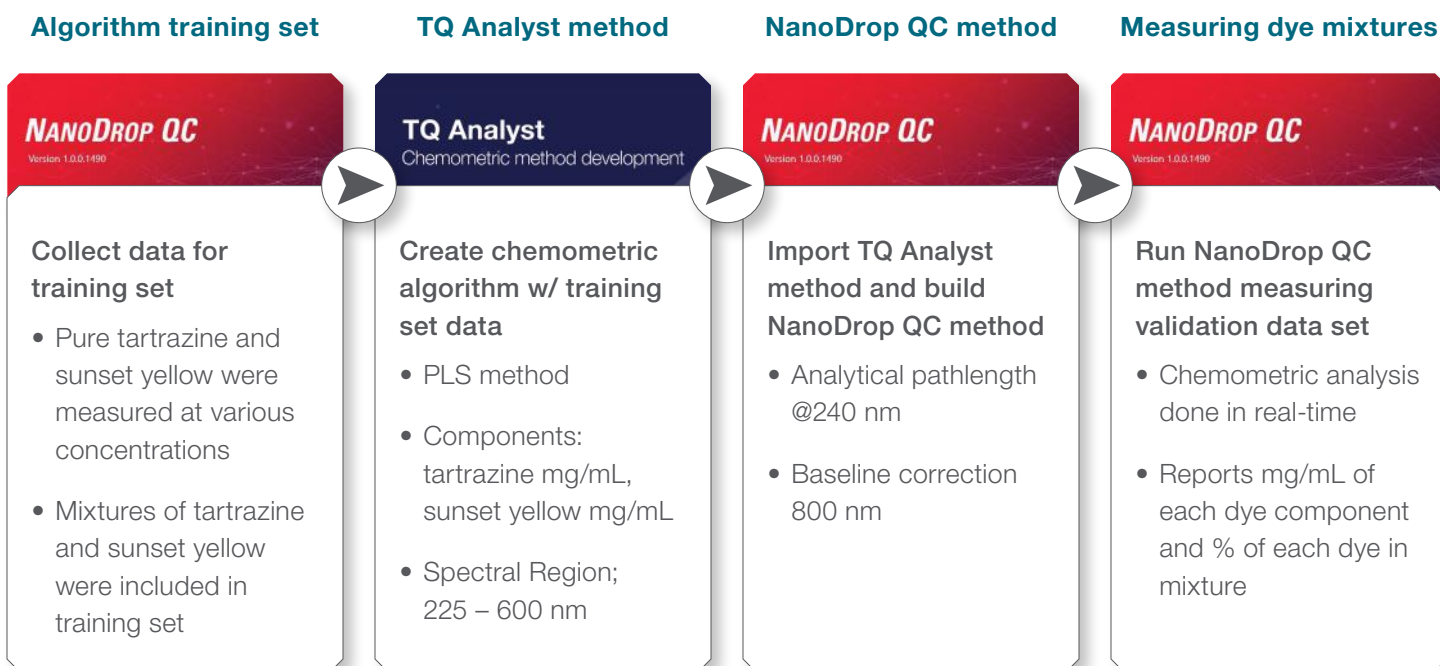 Algorithm training set
NANODROP QC
Version 1.0.0.1490
Collect data for
training set
• Pure tartrazine and
sunset yellow were
measured at various
concentrations
• Mixtures of tartrazine
and sunset yellow
were included in
training set
TQ Analyst method
TQ Analyst
Chemometric method development
Create chemometric
algorithm w/ training
set data
• PLS method
• Components:
tartrazine mg/mL,
sunset yellow mg/mL
• Spectral Region;
225 – 600 nm
NanoDrop QC method
NANODROP QC
Version 1.0.0.1490
Import TQ Analyst
method and build
NanoDrop QC method
• Analytical pathlength
@240 nm
• Baseline correction
800 nm
Measuring dye mixtures
NANODROP QC
Version 1.0.0.1490
Run NanoDrop QC
method measuring
validation data set
• Chemometric analysis
done in real-time
• Reports mg/mL of
each dye component
and % of each dye in
mixture